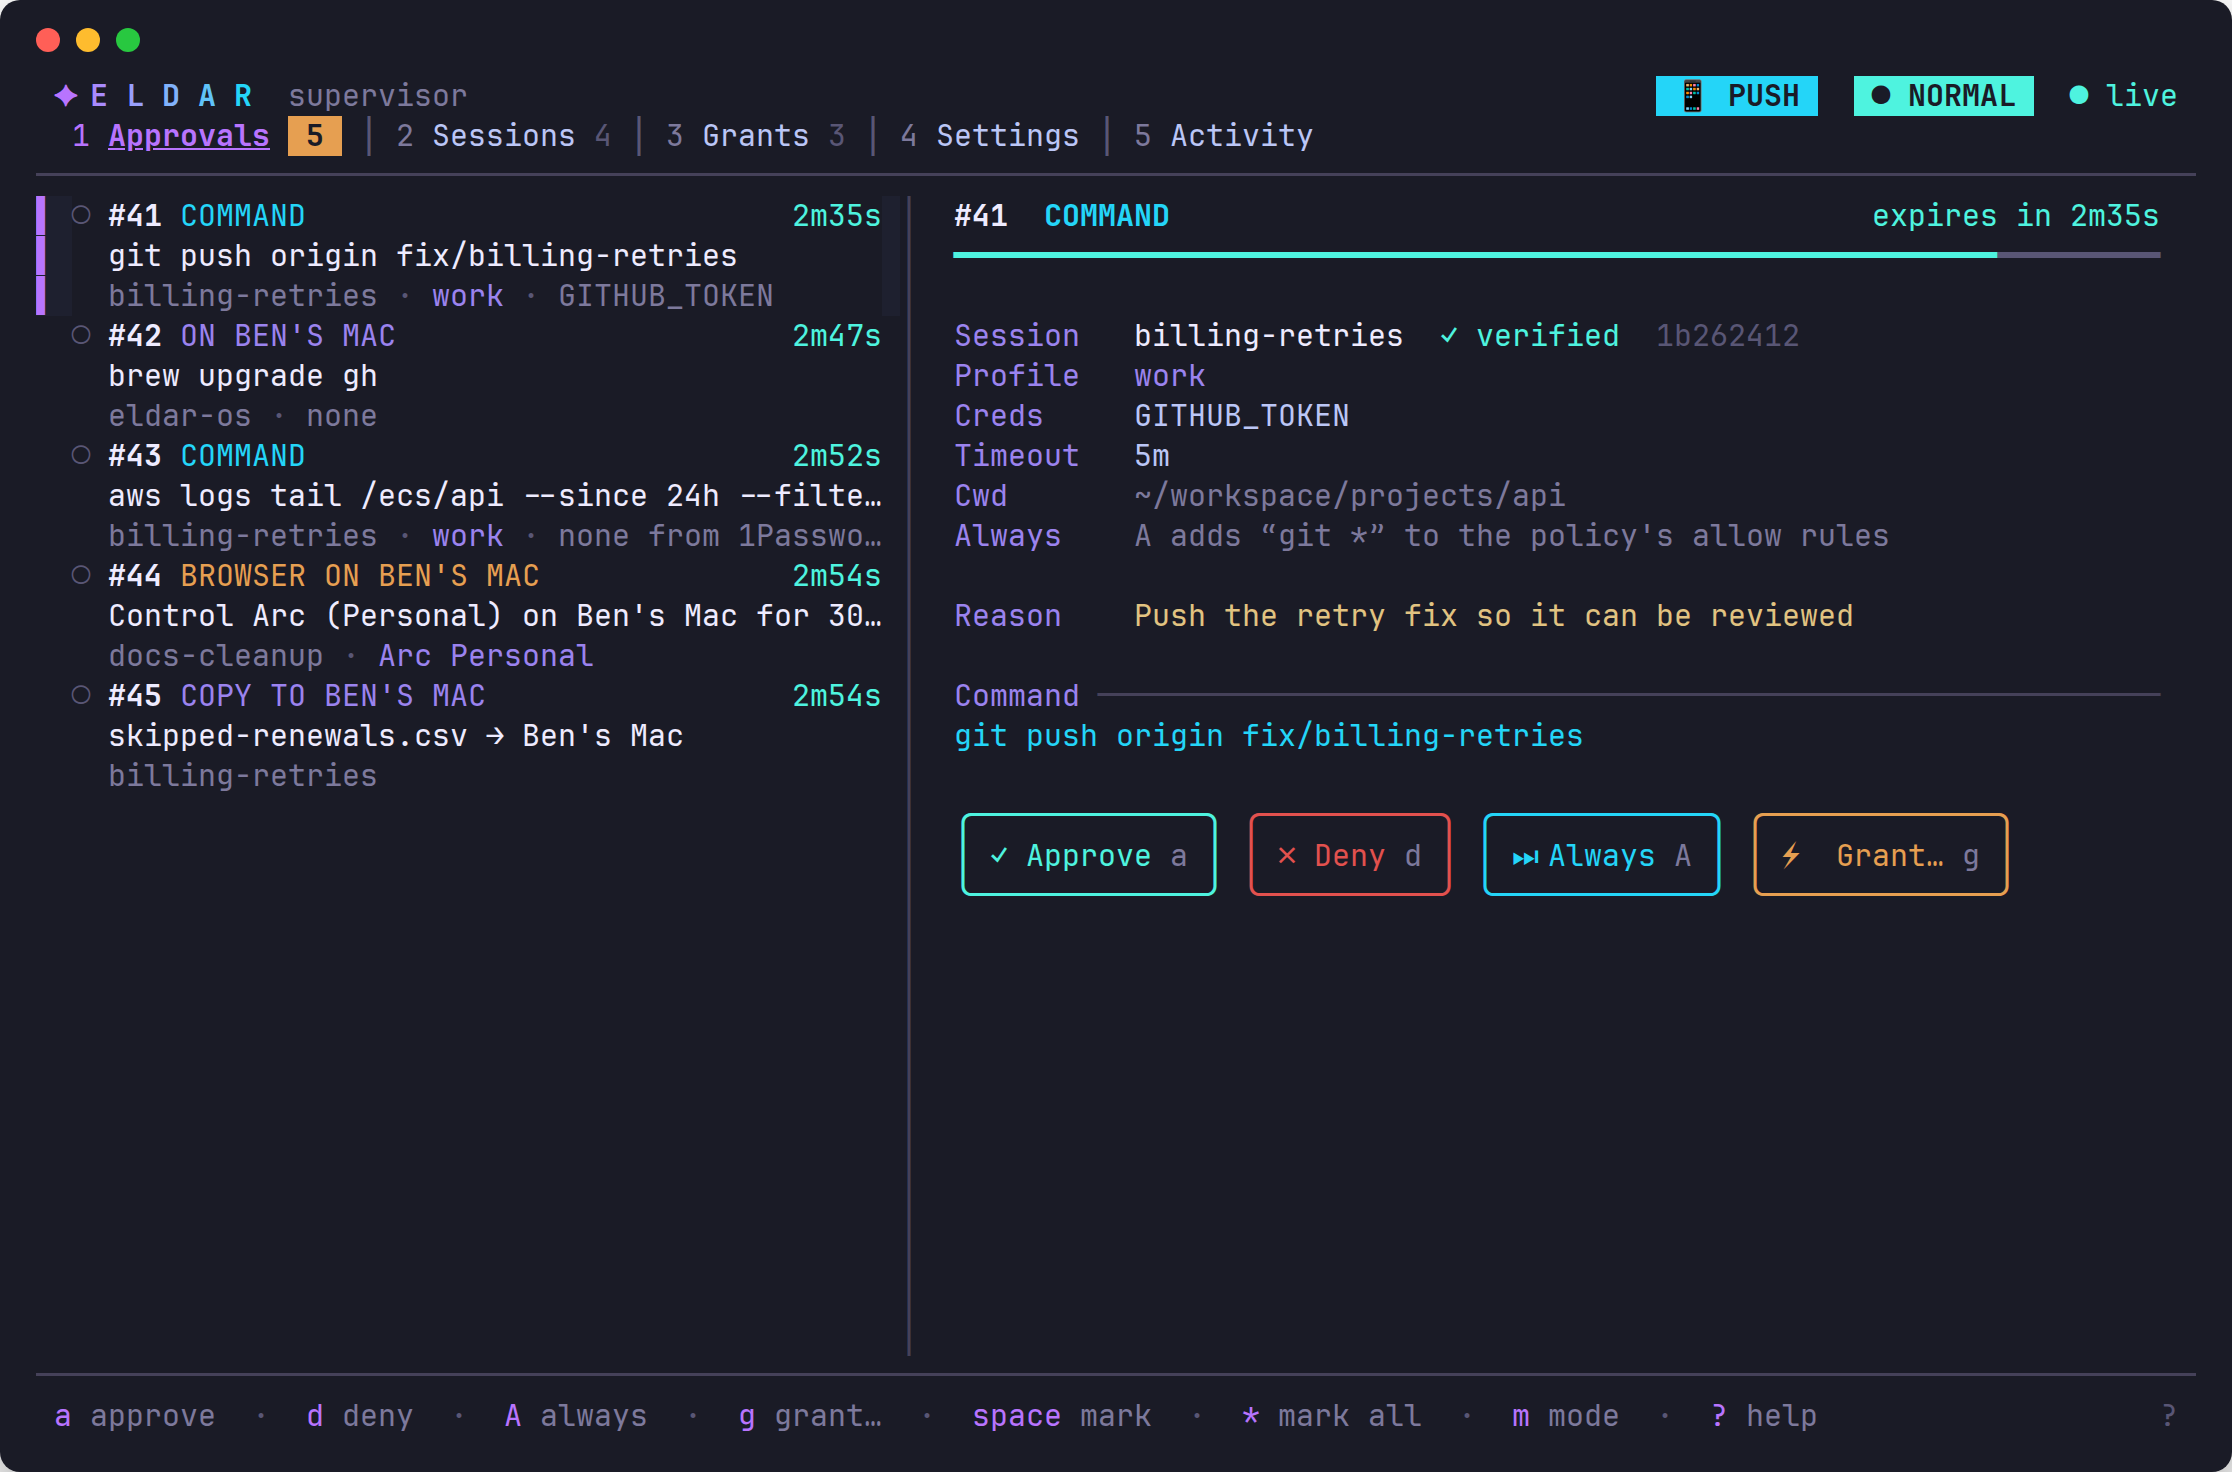 ✦ E L D A R supervisor 📱 PUSH ● NORMAL ● live
1 Approvals 5 │ 2 Sessions 4 │ 3 Grants 3 │ 4 Settings │ 5 Activity
○ #41 COMMAND 2m35s
git push origin fix/billing-retries
billing-retries · work · GITHUB_TOKEN
○ #42 ON BEN'S MAC 2m47s
brew upgrade gh
eldar-os · none
○ #43 COMMAND 2m52s
aws logs tail /ecs/api --since 24h --filte…
billing-retries · work · none from 1Passwo…
○ #44 BROWSER ON BEN'S MAC 2m54s
Control Arc (Personal) on Ben's Mac for 30…
docs-cleanup · Arc Personal
○ #45 COPY TO BEN'S MAC 2m54s
skipped-renewals.csv → Ben's Mac
billing-retries
#41 COMMAND expires in 2m35s
Session billing-retries ✓ verified 1b262412
Profile work
Creds GITHUB_TOKEN
Timeout 5m
Cwd ~/workspace/projects/api
Always A adds “git *” to the policy's allow rules
Reason Push the retry fix so it can be reviewed
Command
git push origin fix/billing-retries
✓ Approve a ✕ Deny d ⏭ Always A ⚡ Grant… g
a approve · d deny · A always · g grant… · space mark · * mark all · m mode · ? help ?